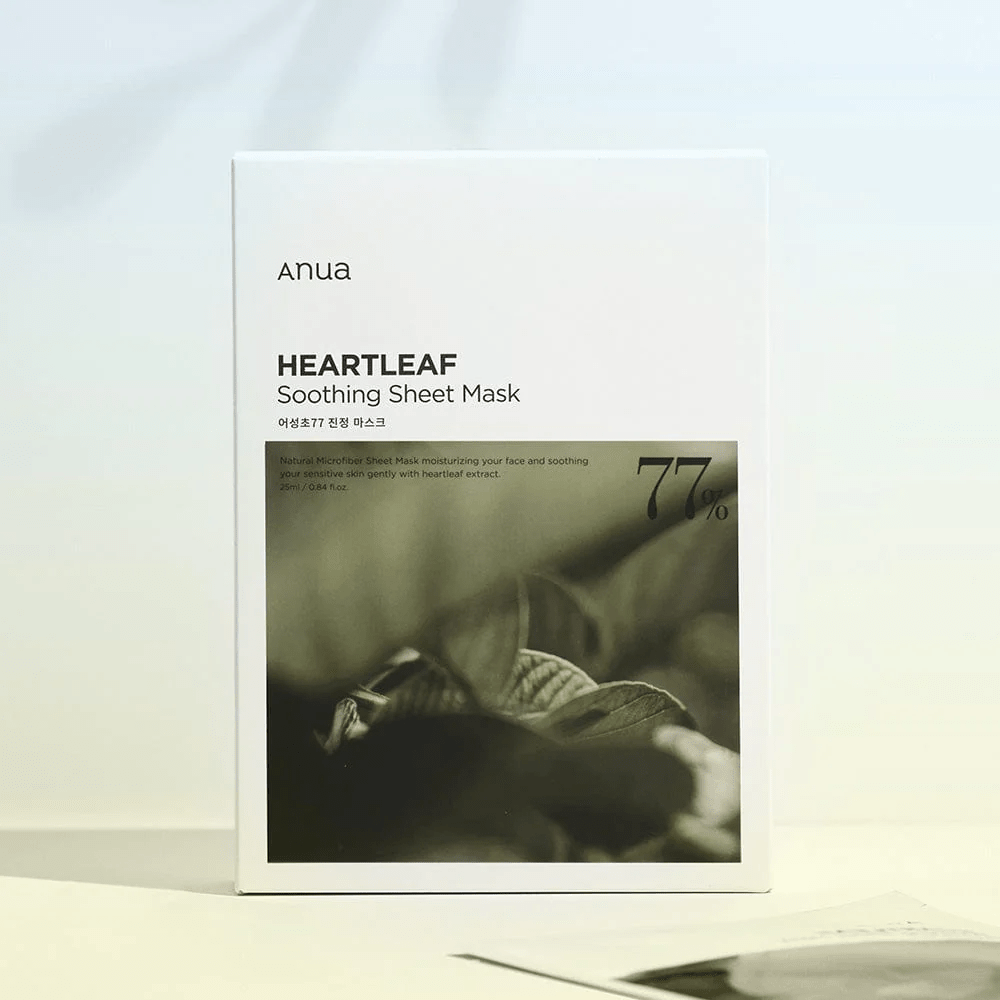 Anua
HEARTLEAF
Soothing Sheet Mask
어성초77 진정 마스크
Natural Microfiber Sheet Mask moisturizing your face and soothing
your sensitive skin gently with heartleaf extract.
25ml / 0.84 fl.oz.
77%